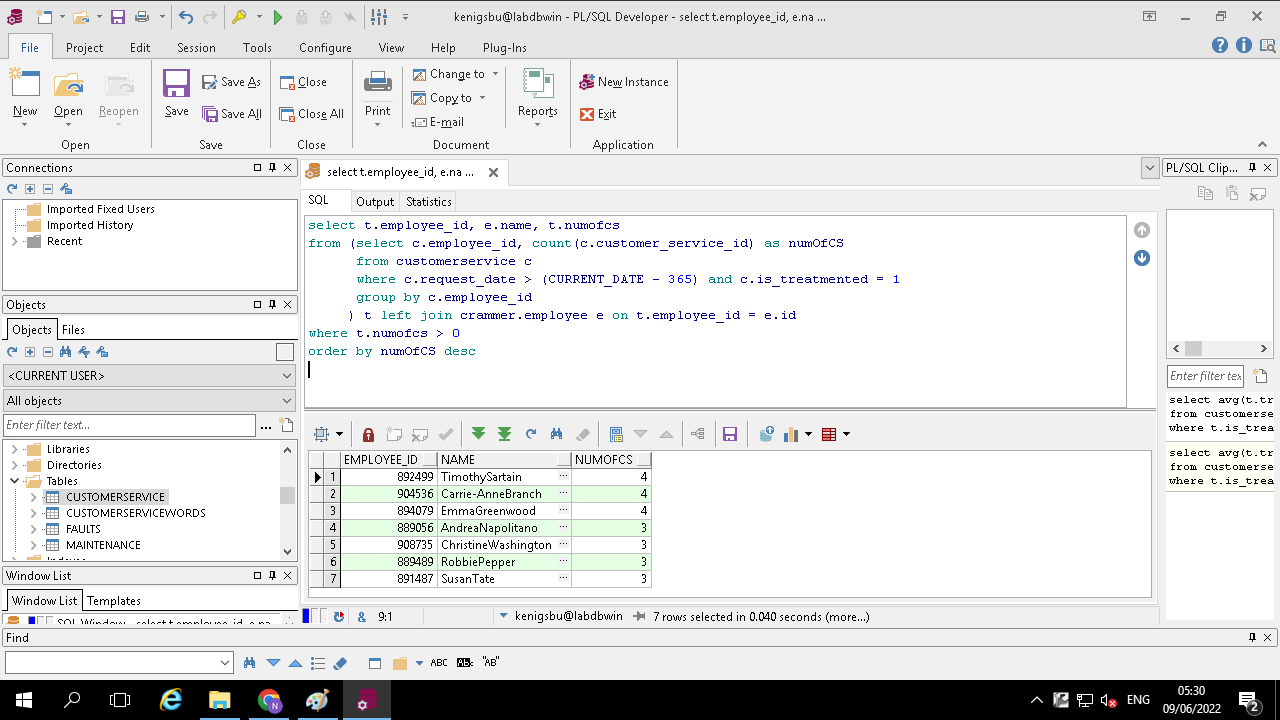 kenigsbu@labdbwin - PL/SQL Developer - select t.employee_id, e.na ...
File Project Edit Session Tools Configure View Help Plug-Ins
New Open Reopen Save Save As Save All Close Close All Print Change to Copy to E-mail Reports New Instance Exit
Open Save Close Document Application
Connections
Imported Fixed Users
Imported History
Recent
Objects
Objects Files
<CURRENT USER>
All objects
Enter filter text... ...
Libraries
Directories
Tables
CUSTOMERSERVICE
CUSTOMERSERVICEWORDS
FAULTS
MAINTENANCE
Window List
Window List Templates
SQL Window - select t.employee_id, e.na
select t.employee_id, e.na ...
SQL Output Statistics
select t.employee_id, e.name, t.numofcs
from (select c.employee_id, count(c.customer_service_id) as numOfCS
from customerservice c
where c.request_date > (CURRENT_DATE - 365) and c.is_treatmented = 1
group by c.employee_id
) t left join crammer.employee e on t.employee_id = e.id
where t.numofcs > 0
order by numOfCS desc
EMPLOYEE_ID NAME NUMOFCS
1 892499 TimothySartain ... 4
2 904536 Carrie-AnneBranch ... 4
3 894079 EmmaGreenwood ... 4
4 889056 AndreaNapolitano ... 3
5 908735 ChristineWashington ... 3
6 889489 RobbiePepper ... 3
7 891487 SusanTate ... 3
& 9:1 kenigsbu@labdbwin 7 rows selected in 0.040 seconds (more...)
PL/SQL Clip...
Enter filter tex
select avg(t.tr
from customerse
where t.is_trea
select avg(t.tr
from customerse
where t.is_trea
Find
ABC AB "AB"
ENG 05:30
09/06/2022 2